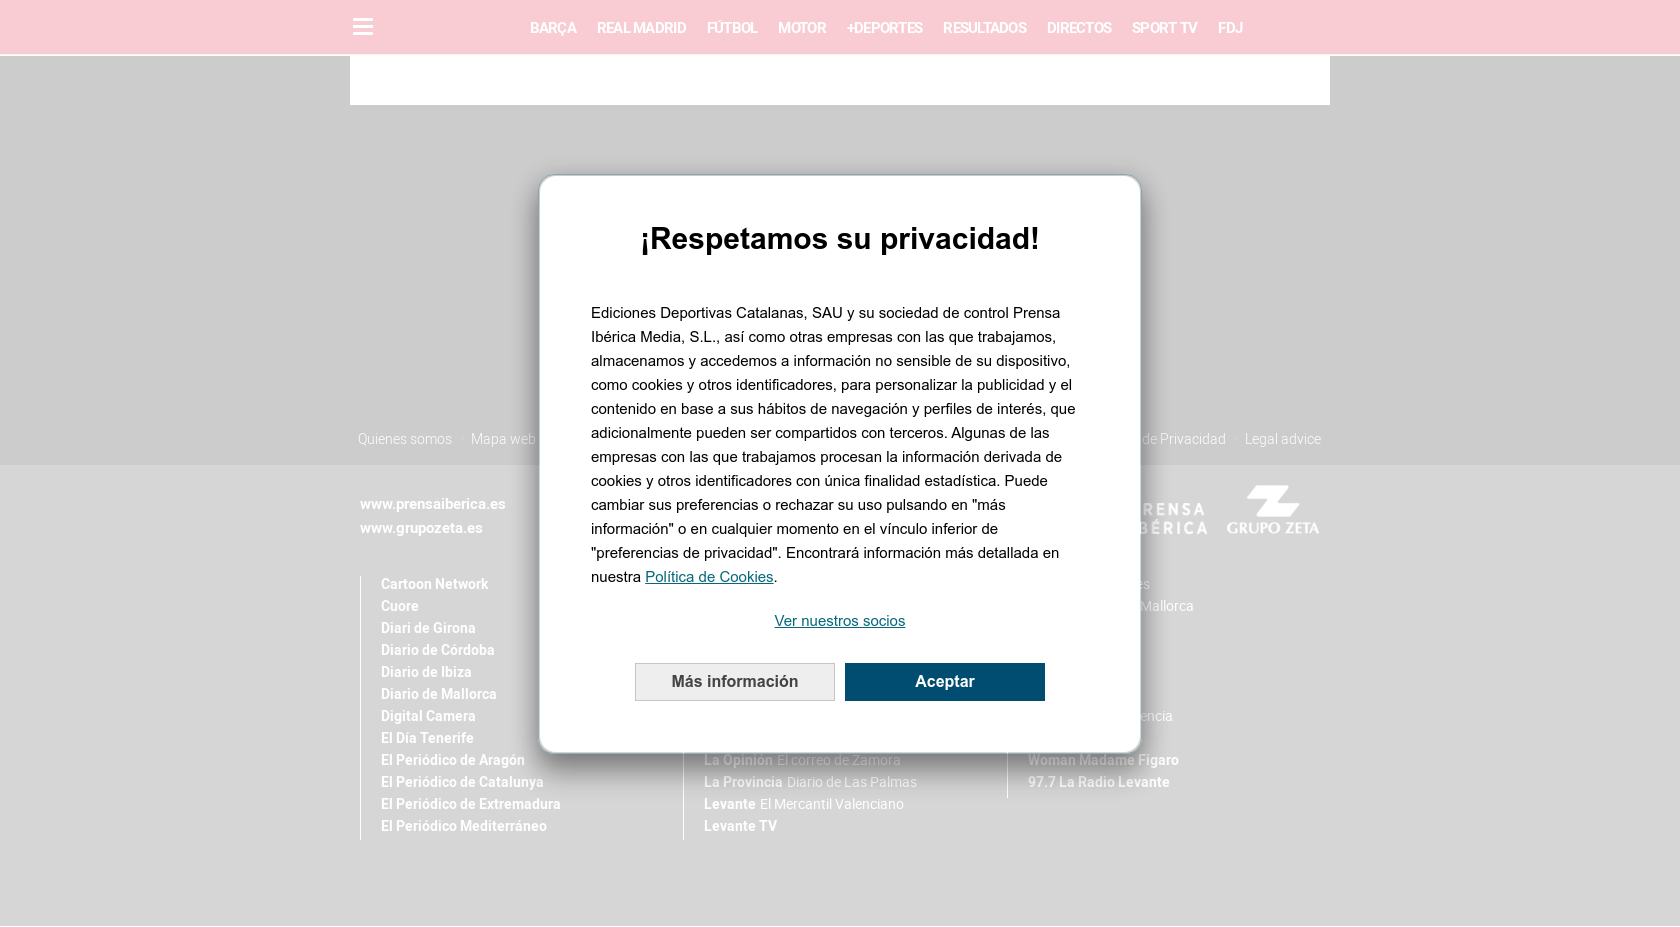 BARÇA REAL MADRID FÚTBOL MOTOR +DEPORTES RESULTADOS DIRECTOS SPORT TV FDJ
¡Respetamos su privacidad!
Ediciones Deportivas Catalanas, SAU y su sociedad de control Prensa
Ibérica Media, S.L., así como otras empresas con las que trabajamos,
almacenamos y accedemos a información no sensible de su dispositivo,
como cookies y otros identificadores, para personalizar la publicidad y el
contenido en base a sus hábitos de navegación y perfiles de interés, que
adicionalmente pueden ser compartidos con terceros. Algunas de las
empresas con las que trabajamos procesan la información derivada de
cookies y otros identificadores con única finalidad estadística. Puede
cambiar sus preferencias o rechazar su uso pulsando en "más
información" o en cualquier momento en el vínculo inferior de
"preferencias de privacidad". Encontrará información más detallada en
nuestra Política de Cookies.
Ver nuestros socios
Más información Aceptar
Quienes somos · Mapa web
de Privacidad · Legal advice
www.prensaiberica.es
www.grupozeta.es
GRUPO ZETA
Cartoon Network
Cuore
Diari de Girona
Diario de Córdoba
Diario de Ibiza
Diario de Mallorca
Digital Camera
El Día Tenerife
El Periódico de Aragón
El Periódico de Catalunya
El Periódico de Extremadura
El Periódico Mediterráneo
La Opinión El correo de Zamora
La Provincia Diario de Las Palmas
Levante El Mercantil Valenciano
Levante TV
Mallorca
Woman Madame Figaro
97.7 La Radio Levante